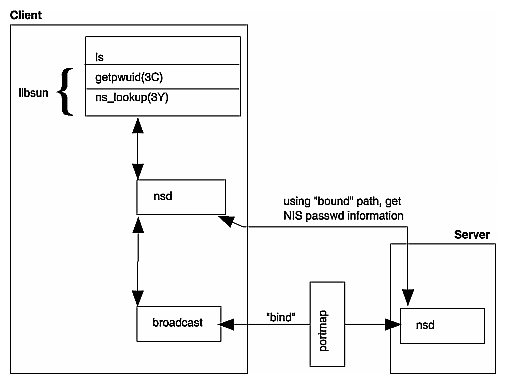 Client
ls
getpwuid(3C)
libsun
ns_lookup(3Y)
nsd
using "bound" path, get
NIS passwd information
Server
broadcast
"bind"
portmap
nsd